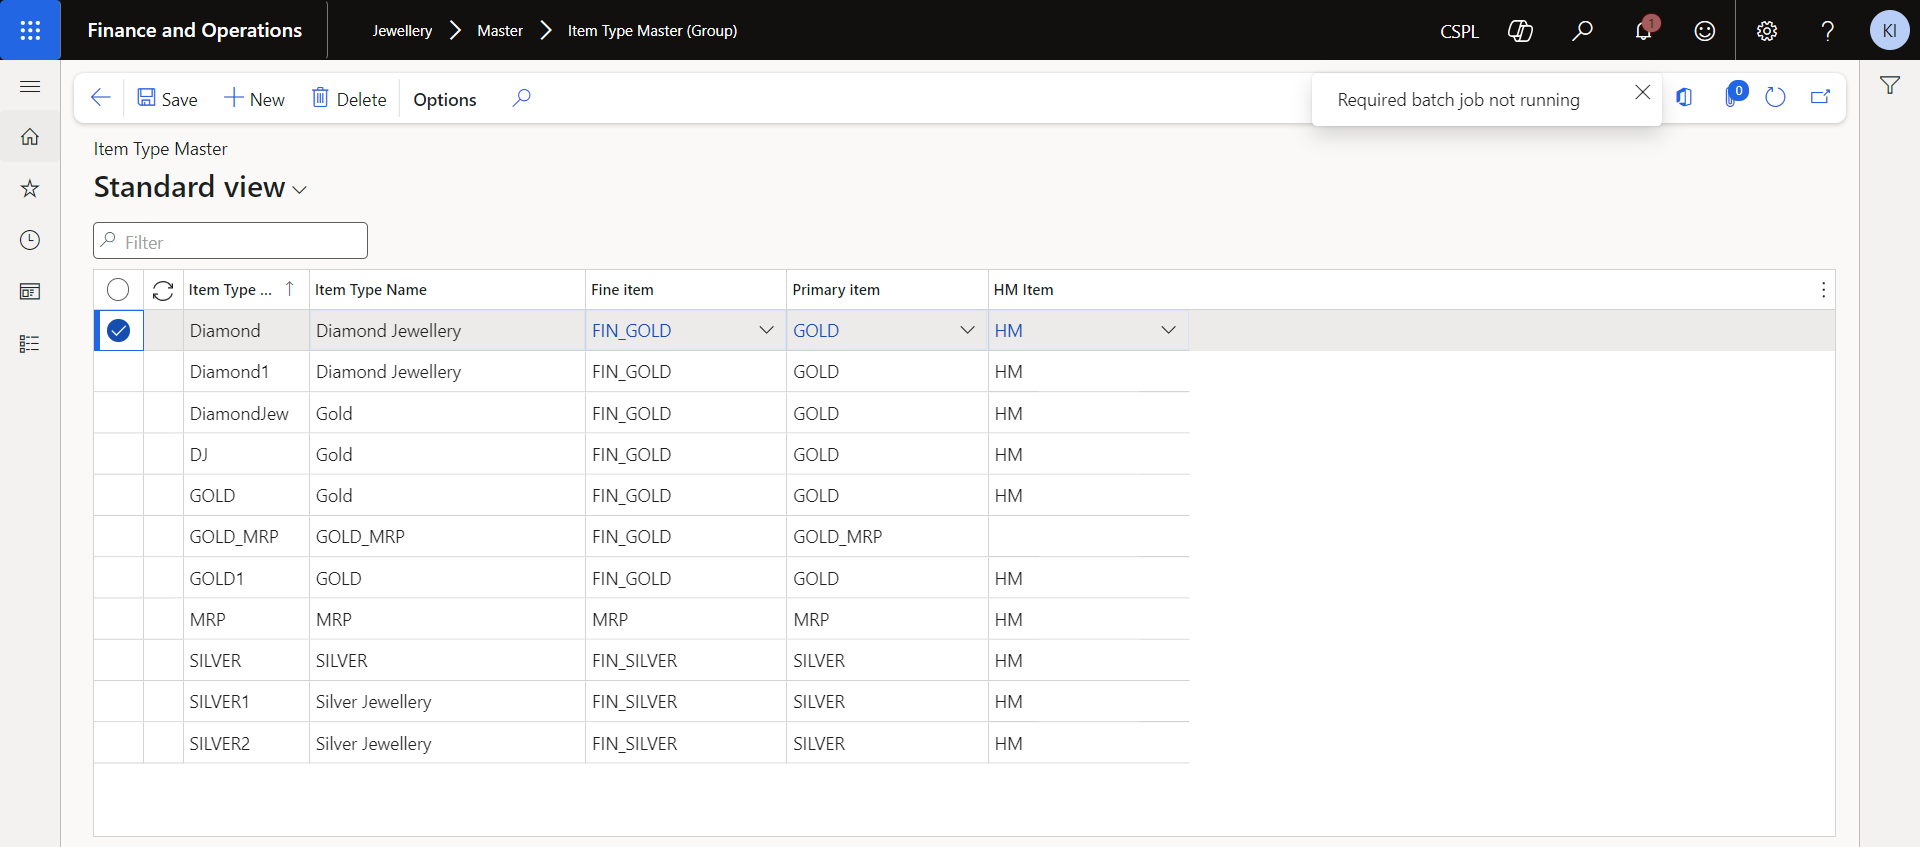 Finance and Operations
Jewellery Master Item Type Master (Group)
CSPL
1
KI
Save New Delete Options
Required batch job not running
0
Item Type Master
Standard view
Filter
Item Type ... Item Type Name Fine item Primary item HM Item
Diamond Diamond Jewellery FIN_GOLD GOLD HM
Diamond1 Diamond Jewellery FIN_GOLD GOLD HM
DiamondJew Gold FIN_GOLD GOLD HM
DJ Gold FIN_GOLD GOLD HM
GOLD Gold FIN_GOLD GOLD HM
GOLD_MRP GOLD_MRP FIN_GOLD GOLD_MRP
GOLD1 GOLD FIN_GOLD GOLD HM
MRP MRP MRP MRP HM
SILVER SILVER FIN_SILVER SILVER HM
SILVER1 Silver Jewellery FIN_SILVER SILVER HM
SILVER2 Silver Jewellery FIN_SILVER SILVER HM